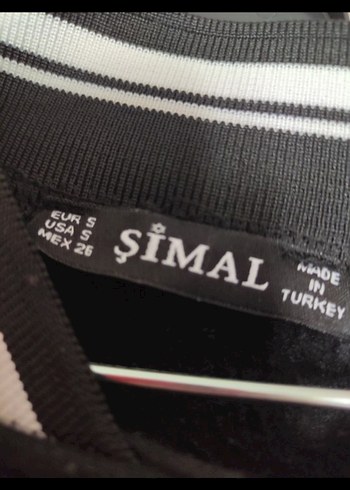 EUR S
USA S
MEX 26
ŞİMAL
MADE
IN
TURKEY